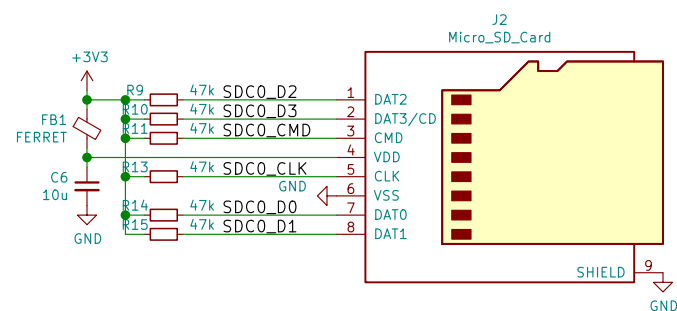 J2
Micro_SD_Card
+3V3
R9 47k SDC0_D2 1 DAT2
R10 47k SDC0_D3 2 DAT3/CD
FB1
FERRET
R11 47k SDC0_CMD 3 CMD
4 VDD
R13 47k SDC0_CLK 5 CLK
C6
10u
GND 6 VSS
R14 47k SDC0_D0 7 DAT0
R15 47k SDC0_D1 8 DAT1
GND
SHIELD 9
GND